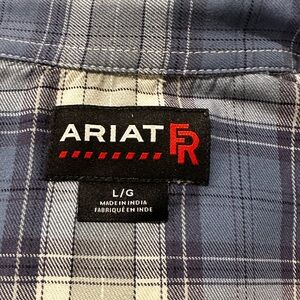 ARIAT FR
L/G
MADE IN INDIA
FABRIQUÉ EN INDE